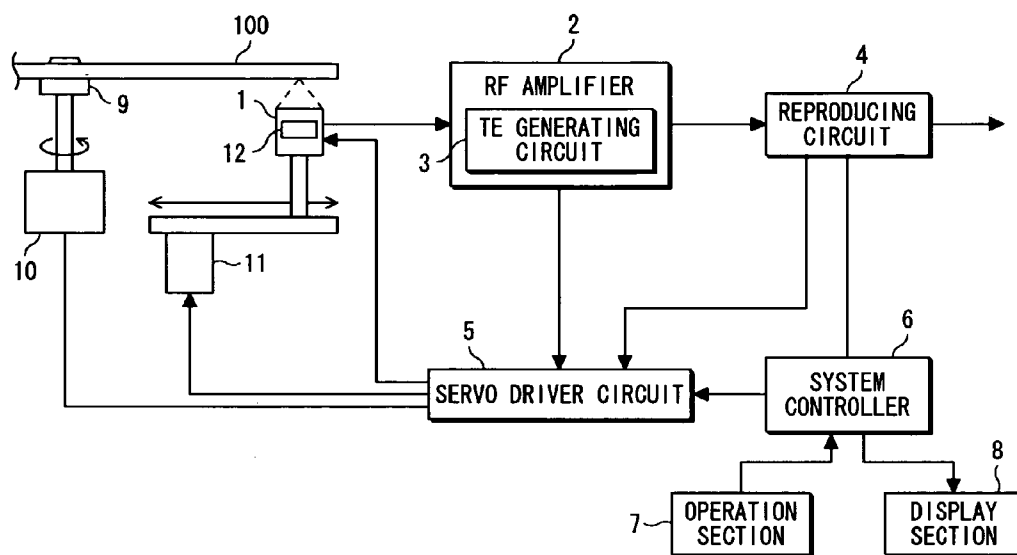 100
2
4
9
1
RF AMPLIFIER
REPRODUCING
CIRCUIT
12
3
TE GENERATING
CIRCUIT
10
11
5
6
SERVO DRIVER CIRCUIT
SYSTEM
CONTROLLER
8
7
OPERATION
SECTION
DISPLAY
SECTION